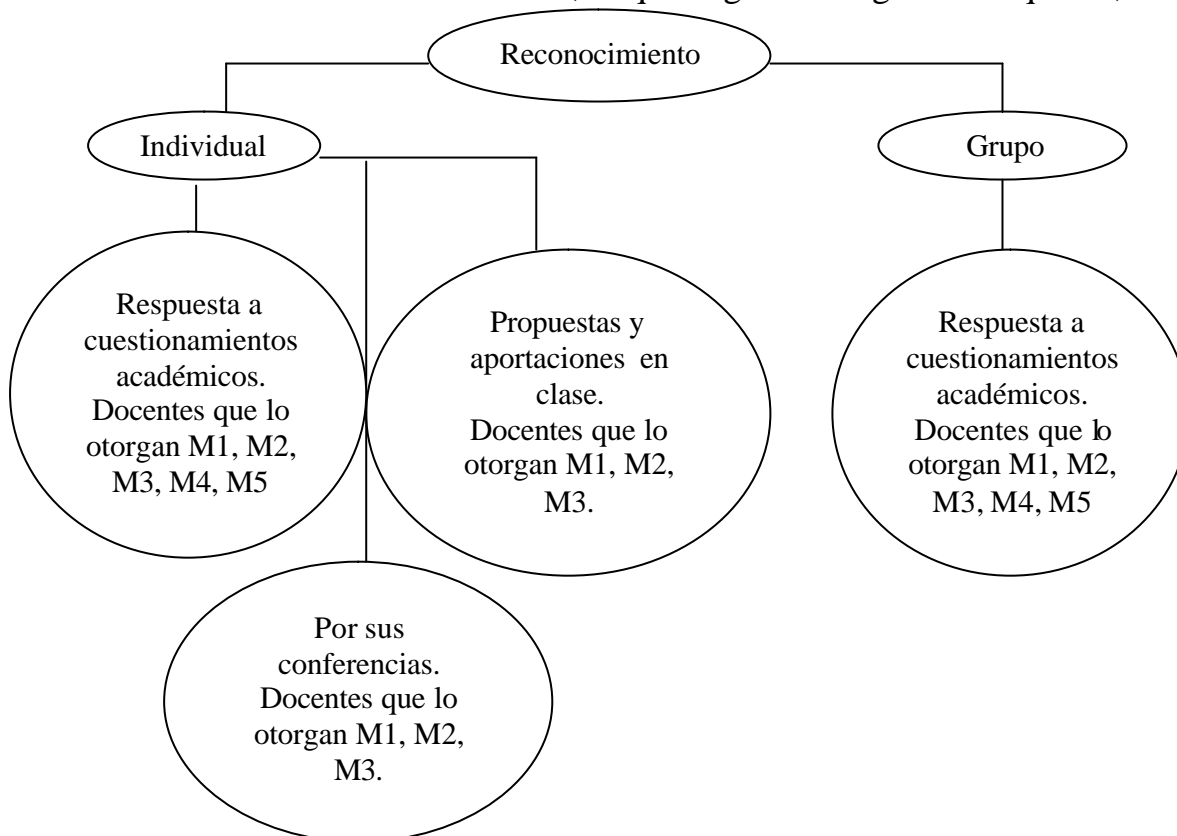 Reconocimiento
Individual
Grupo
Respuesta a
cuestionamientos
académicos.
Docentes que lo
otorgan M1, M2,
M3, M4, M5
Propuestas y
aportaciones en
clase.
Docentes que lo
otorgan M1, M2,
M3.
Respuesta a
cuestionamientos
académicos.
Docentes que lo
otorgan M1, M2,
M3, M4, M5
Por sus
conferencias.
Docentes que lo
otorgan M1, M2,
M3.